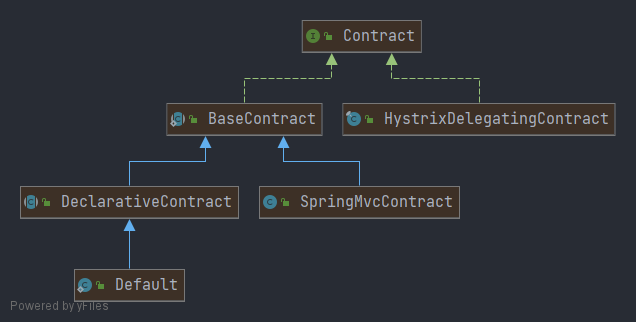 Contract
BaseContract
HystrixDelegatingContract
DeclarativeContract
SpringMvcContract
Default
Powered by yFiles